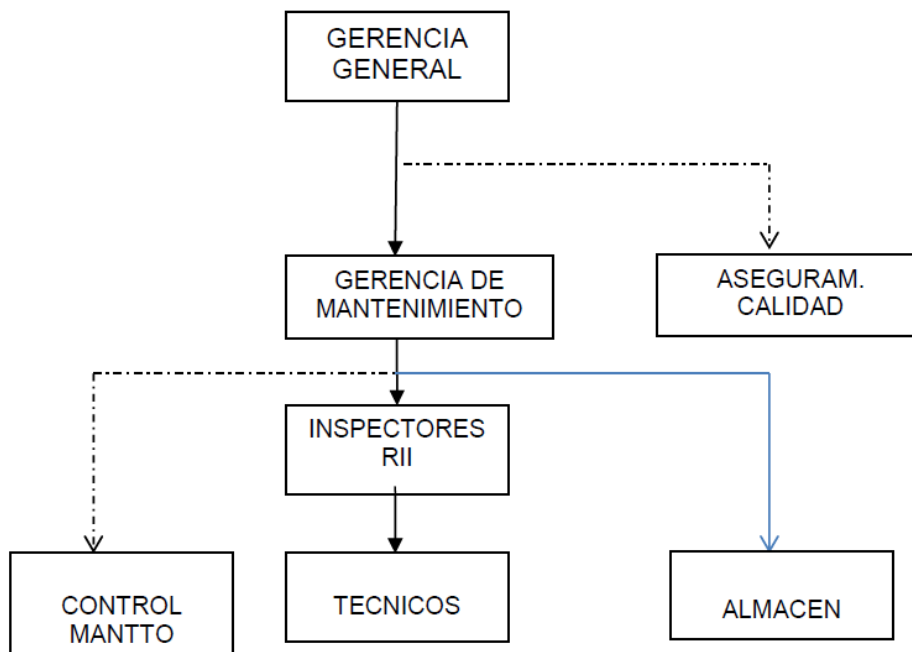 GERENCIA
GENERAL
GERENCIA DE
MANTENIMIENTO
ASEGURAM.
CALIDAD
INSPECTORES
RII
CONTROL
MANTTO
TECNICOS
ALMACEN